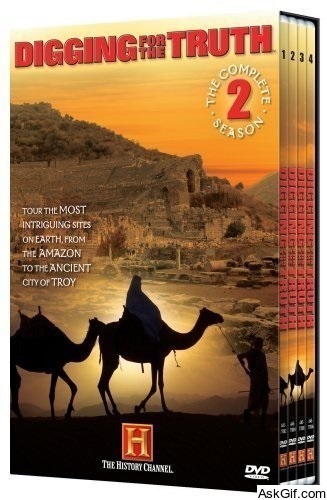 DIGGING FOR THE TRUTH
THE COMPLETE
2
SEASON
1 2 3 4
TOUR THE MOST
INTRIGUING SITES
ON EARTH, FROM
THE AMAZON
TO THE ANCIENT
CITY OF TROY
H
THE HISTORY CHANNEL
DVD
AskGif.com